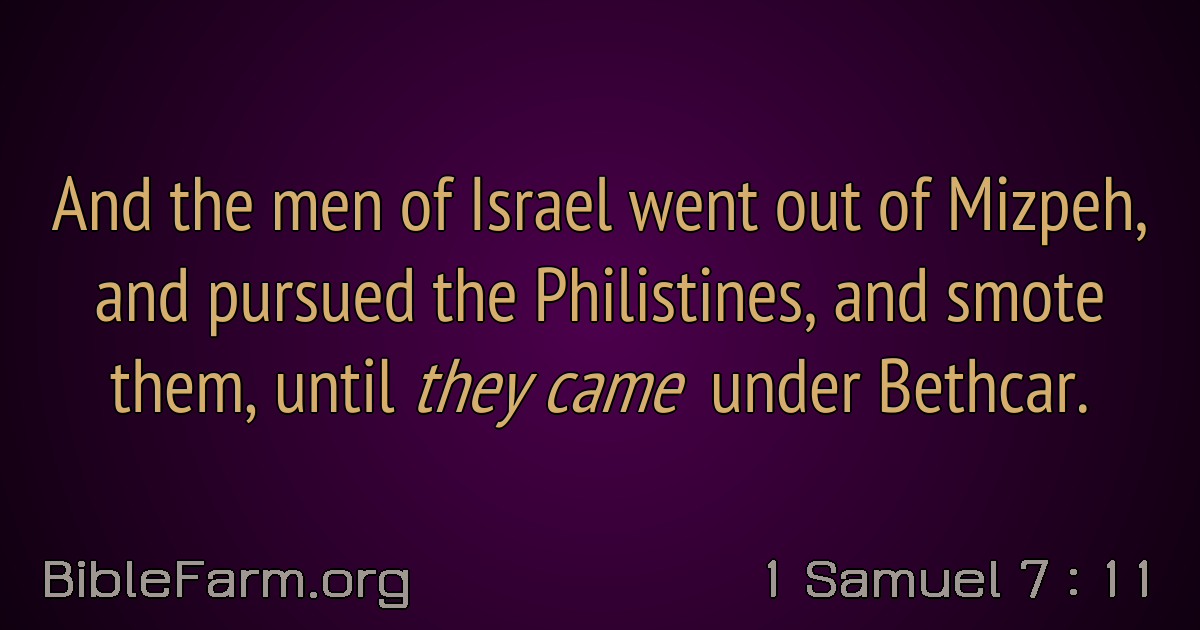 And the men of Israel went out of Mizpeh,
and pursued the Philistines, and smote
them, until they came under Bethcar.
BibleFarm.org
1 Samuel 7 : 11